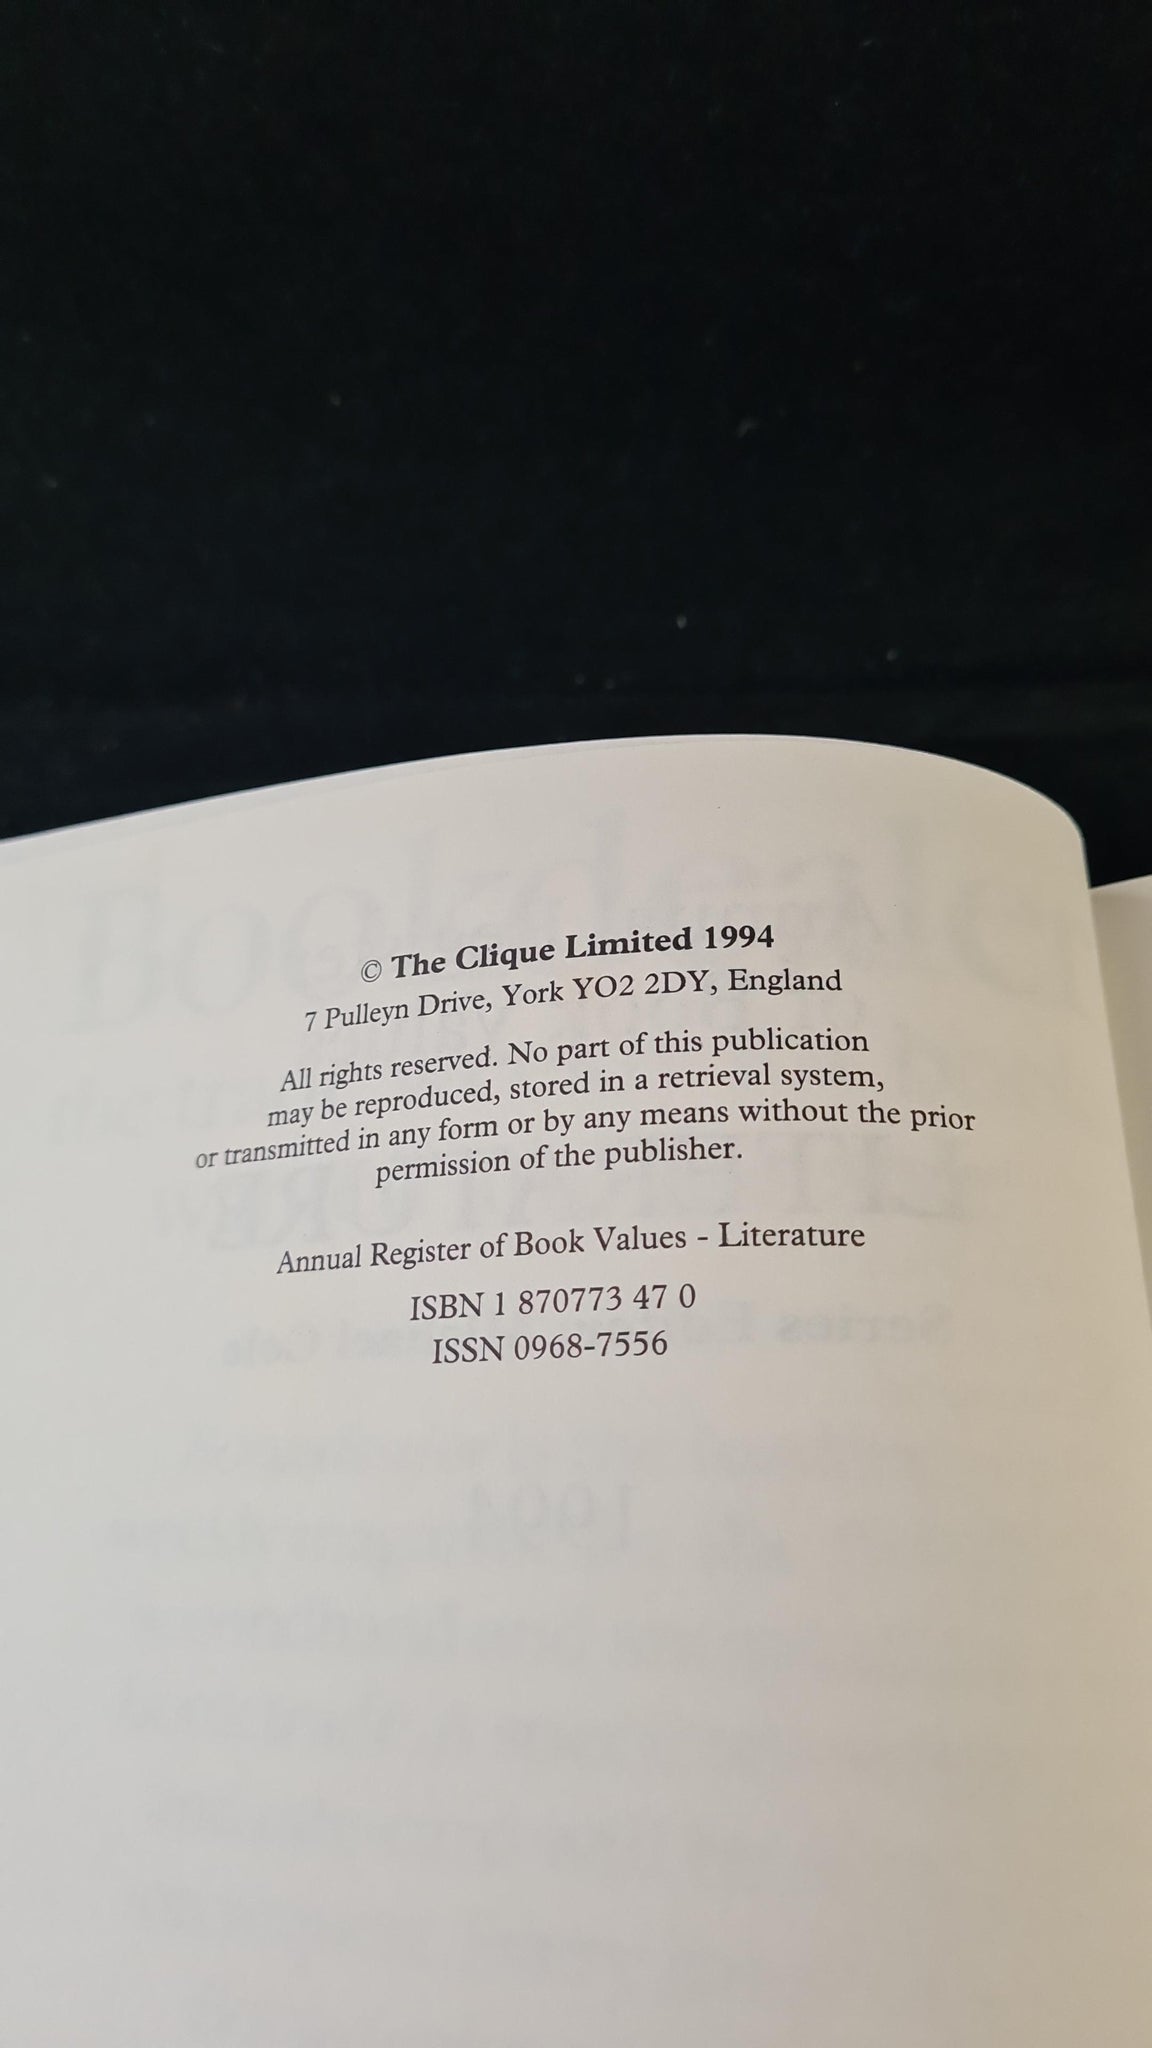 © The Clique Limited 1994
7 Pulleyn Drive, York YO2 2DY, England
All rights reserved. No part of this publication
may be reproduced, stored in a retrieval system,
or transmitted in any form or by any means without the prior
permission of the publisher.
Annual Register of Book Values - Literature
ISBN 1 870773 47 0
ISSN 0968-7556